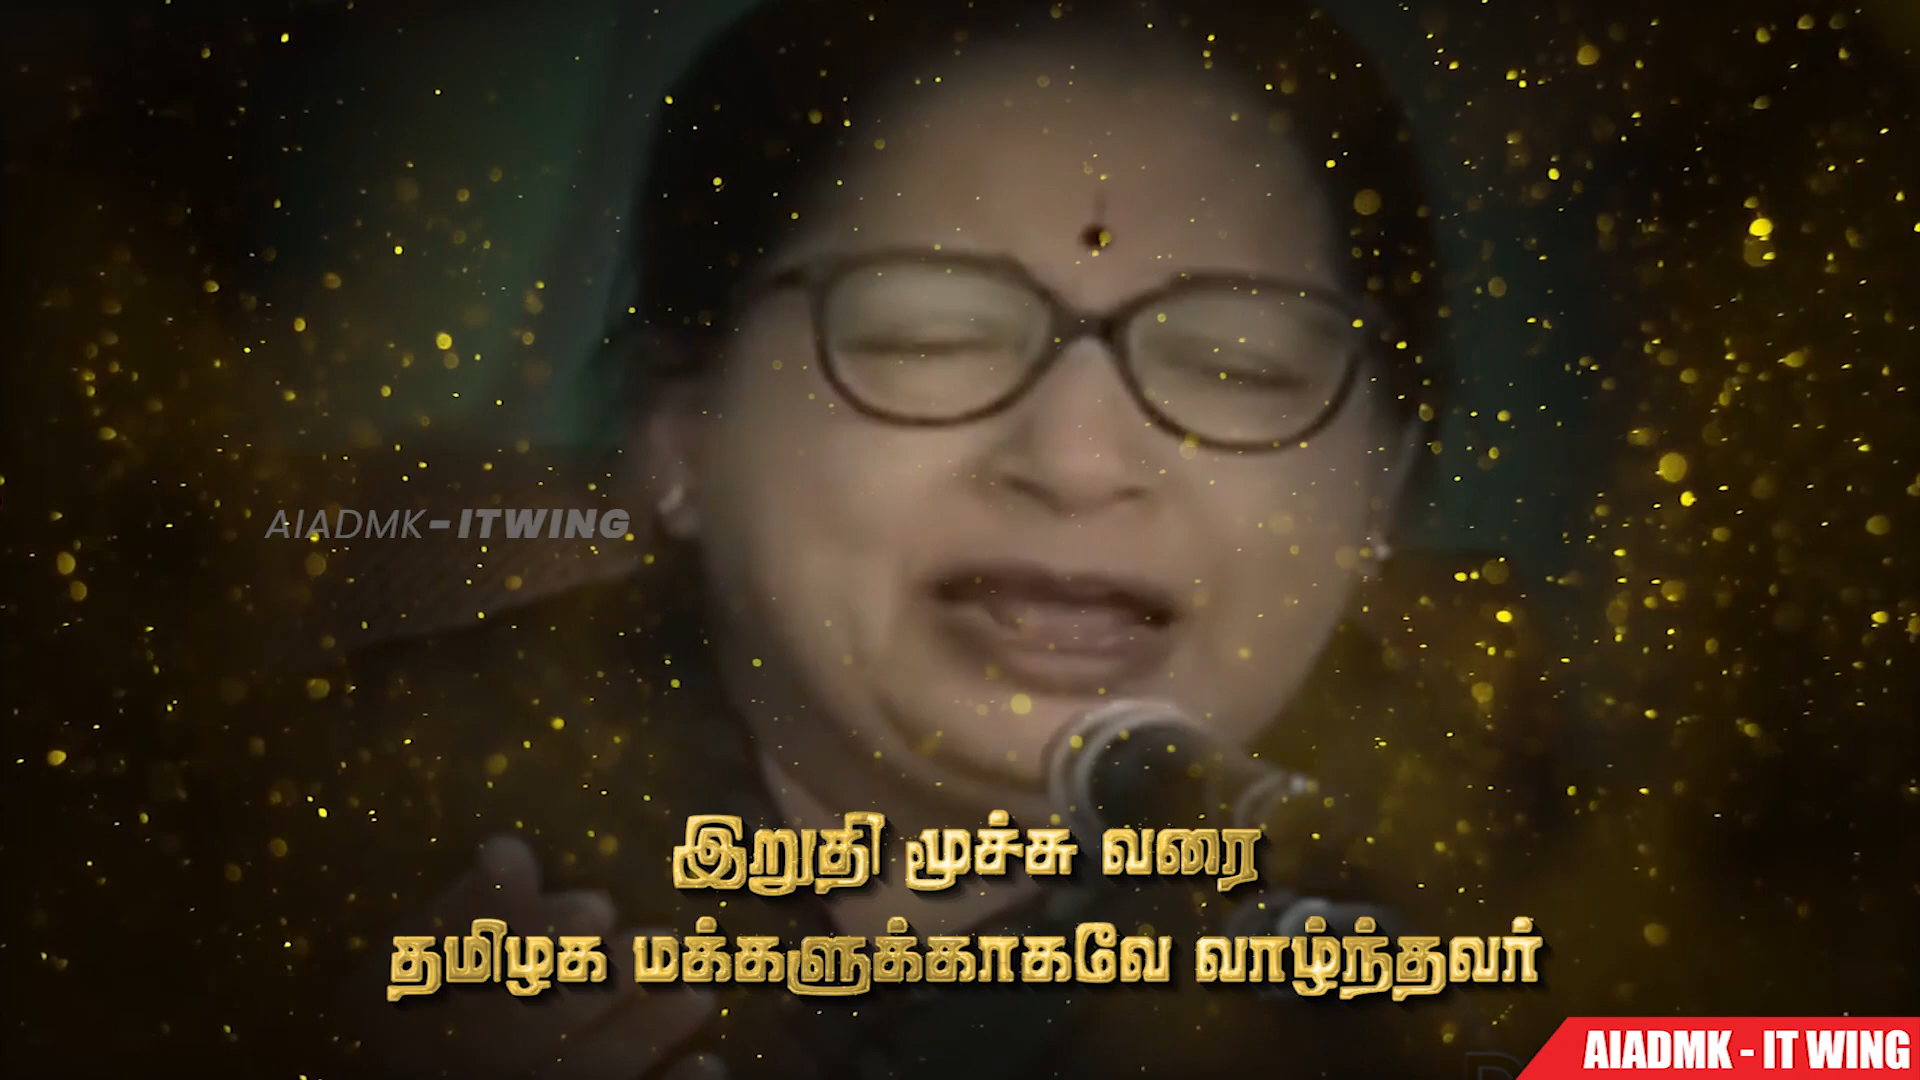 AIADMK-ITWING
இறுதி மூச்சு வரை
தமிழக மக்களுக்காகவே வாழ்ந்தவர்
AIADMK - IT WING